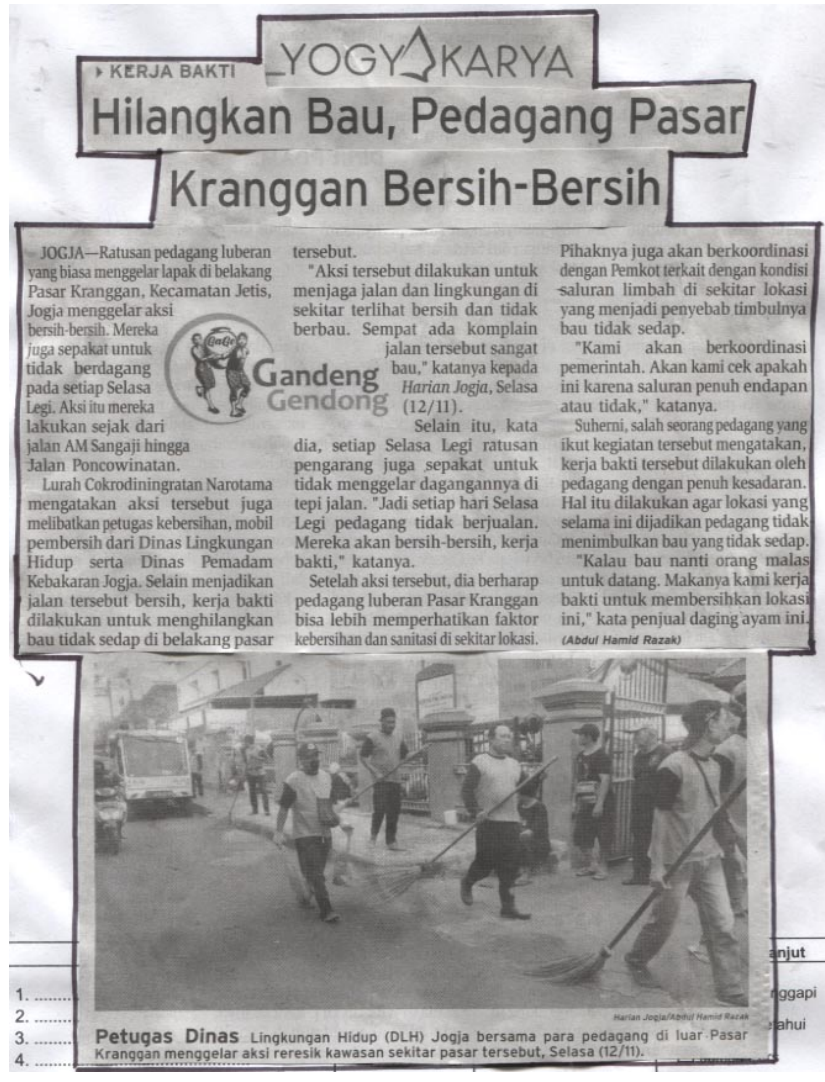 YOGYAKARYA
KERJA BAKTI
Hilangkan Bau, Pedagang Pasar
Kranggan Bersih-Bersih
JOGJA—Ratusan pedagang luberan
yang biasa menggelar lapak di belakang
Pasar Kranggan, Kecamatan Jetis,
Jogja menggelar aksi
bersih-bersih. Mereka
juga sepakat untuk
tidak berdagang
pada setiap Selasa
Legi. Aksi itu mereka
lakukan sejak dari
jalan AM Sangaji hingga
Jalan Poncowinatan.
Lurah Cokrodiningratan Narotama
mengatakan aksi tersebut juga
melibatkan petugas kebersihan, mobil
pembersih dari Dinas Lingkungan
Hidup serta Dinas Pemadam
Kebakaran Jogja. Selain menjadikan
jalan tersebut bersih, kerja bakti
dilakukan untuk menghilangkan
bau tidak sedap di belakang pasar
GaGe
Gandeng
Gendong
tersebut.
"Aksi tersebut dilakukan untuk
menjaga jalan dan lingkungan di
sekitar terlihat bersih dan tidak
berbau. Sempat ada komplain
jalan tersebut sangat
bau," katanya kepada
Harian Jogja, Selasa
(12/11).
Selain itu, kata
dia, setiap Selasa Legi ratusan
pengarang juga sepakat untuk
tidak menggelar dagangannya di
tepi jalan. "Jadi setiap hari Selasa
Legi pedagang tidak berjualan.
Mereka akan bersih-bersih, kerja
bakti," katanya.
Setelah aksi tersebut, dia berharap
pedagang luberan Pasar Kranggan
bisa lebih memperhatikan faktor
kebersihan dan sanitasi di sekitar lokasi.
Pihaknya juga akan berkoordinasi
dengan Pemkot terkait dengan kondisi
saluran limbah di sekitar lokasi
yang menjadi penyebab timbulnya
bau tidak sedap.
"Kami akan berkoordinasi
pemerintah. Akan kami cek apakah
ini karena saluran penuh endapan
atau tidak," katanya.
Suherni, salah seorang pedagang yang
ikut kegiatan tersebut mengatakan,
kerja bakti tersebut dilakukan oleh
pedagang dengan penuh kesadaran.
Hal itu dilakukan agar lokasi yang
selama ini dijadikan pedagang tidak
menimbulkan bau yang tidak sedap.
"Kalau bau nanti orang malas
untuk datang. Makanya kami kerja
bakti untuk membersihkan lokasi
ini," kata penjual daging ayam ini.
(Abdul Hamid Razak)
Harian Jogja/Abdul Hamid Razak
Petugas Dinas Lingkungan Hidup (DLH) Jogja bersama para pedagang di luar Pasar
Kranggan menggelar aksi reresik kawasan sekitar pasar tersebut, Selasa (12/11).
anjut
1. ..........
nggapi
2. ..........
3. ..........
ahui
4. ..........